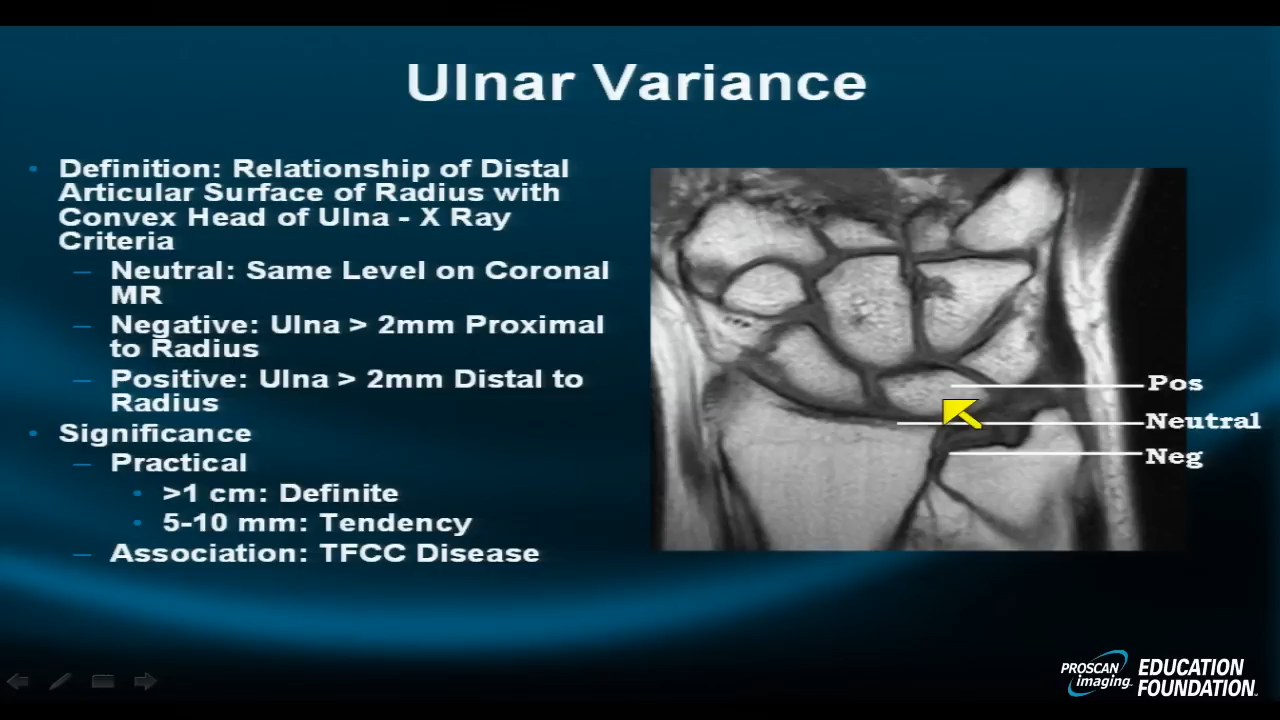 Ulnar Variance
• Definition: Relationship of Distal
Articular Surface of Radius with
Convex Head of Ulna - X Ray
Criteria
– Neutral: Same Level on Coronal
MR
– Negative: Ulna > 2mm Proximal
to Radius
– Positive: Ulna > 2mm Distal to
Radius
• Significance
– Practical
• >1 cm: Definite
• 5-10 mm: Tendency
– Association: TFCC Disease
Pos
Neutral
Neg
PROSCAN
imaging
EDUCATION
FOUNDATION